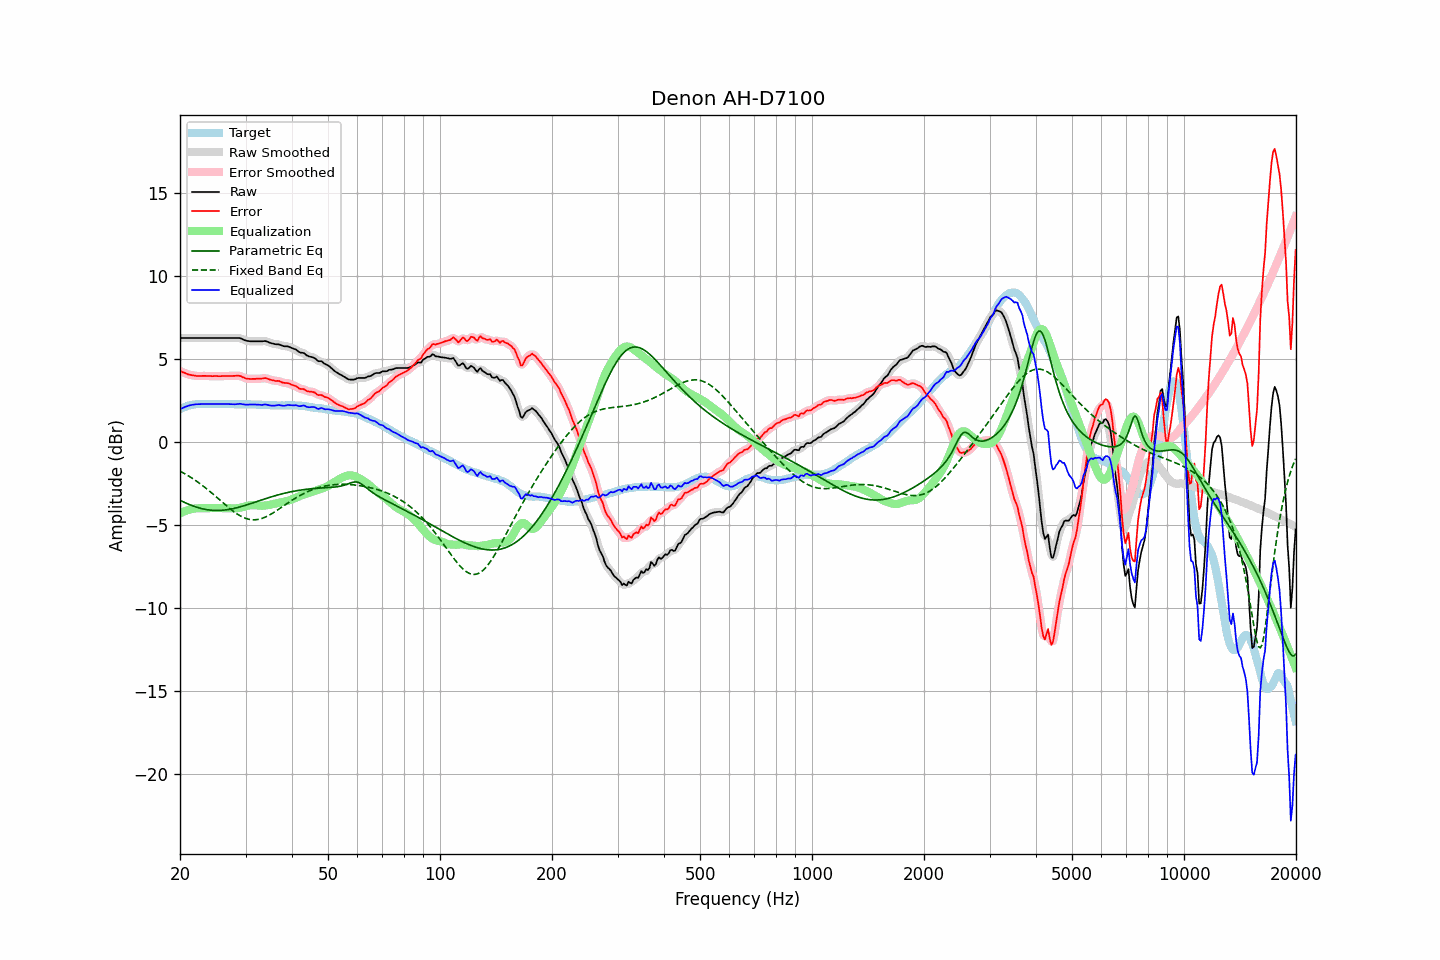 Denon AH-D7100
Target
Raw Smoothed
Error Smoothed
Raw
Error
Equalization
Parametric Eq
Fixed Band Eq
Equalized
Amplitude (dBr)
15
10
5
0
−5
−10
−15
−20
20 50 100 200 500 1000 2000 5000 10000 20000
Frequency (Hz)